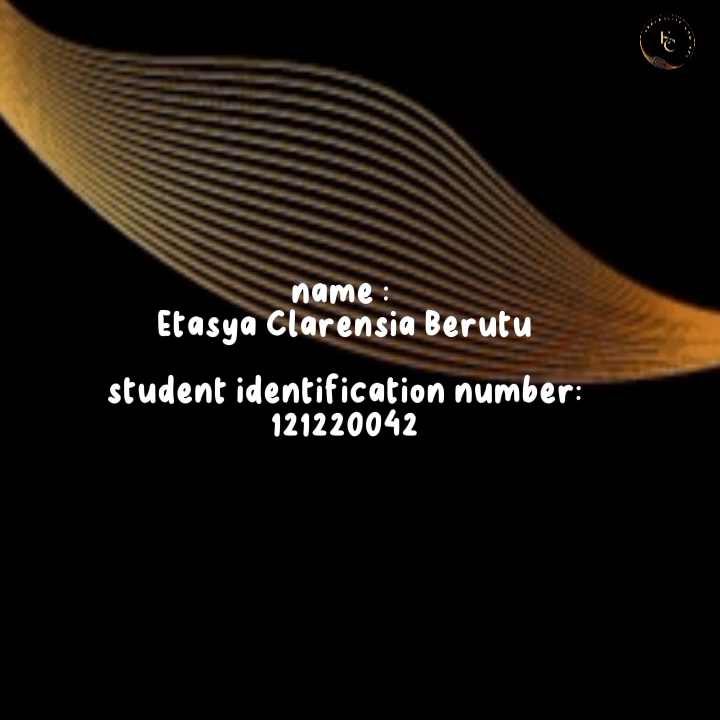 name :
Etasya Clarensia Berutu
student identification number:
121220042